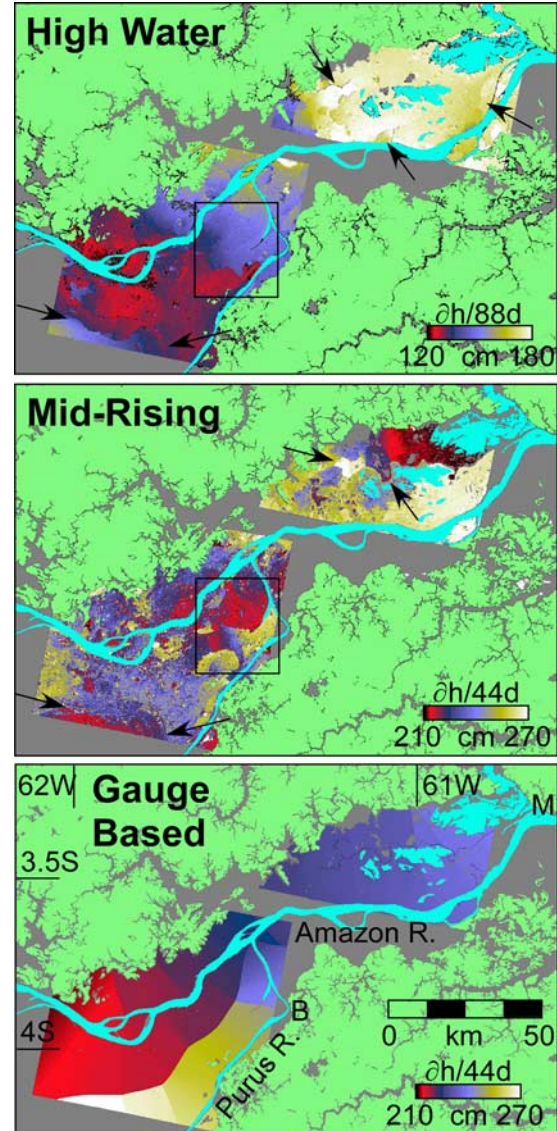 High Water
∂h/88d
120 cm 180
Mid-Rising
∂h/44d
210 cm 270
62W
Gauge
Based
61W
M
3.5S
Amazon R.
4S
B
Purus R.
0 km 50
∂h/44d
210 cm 270